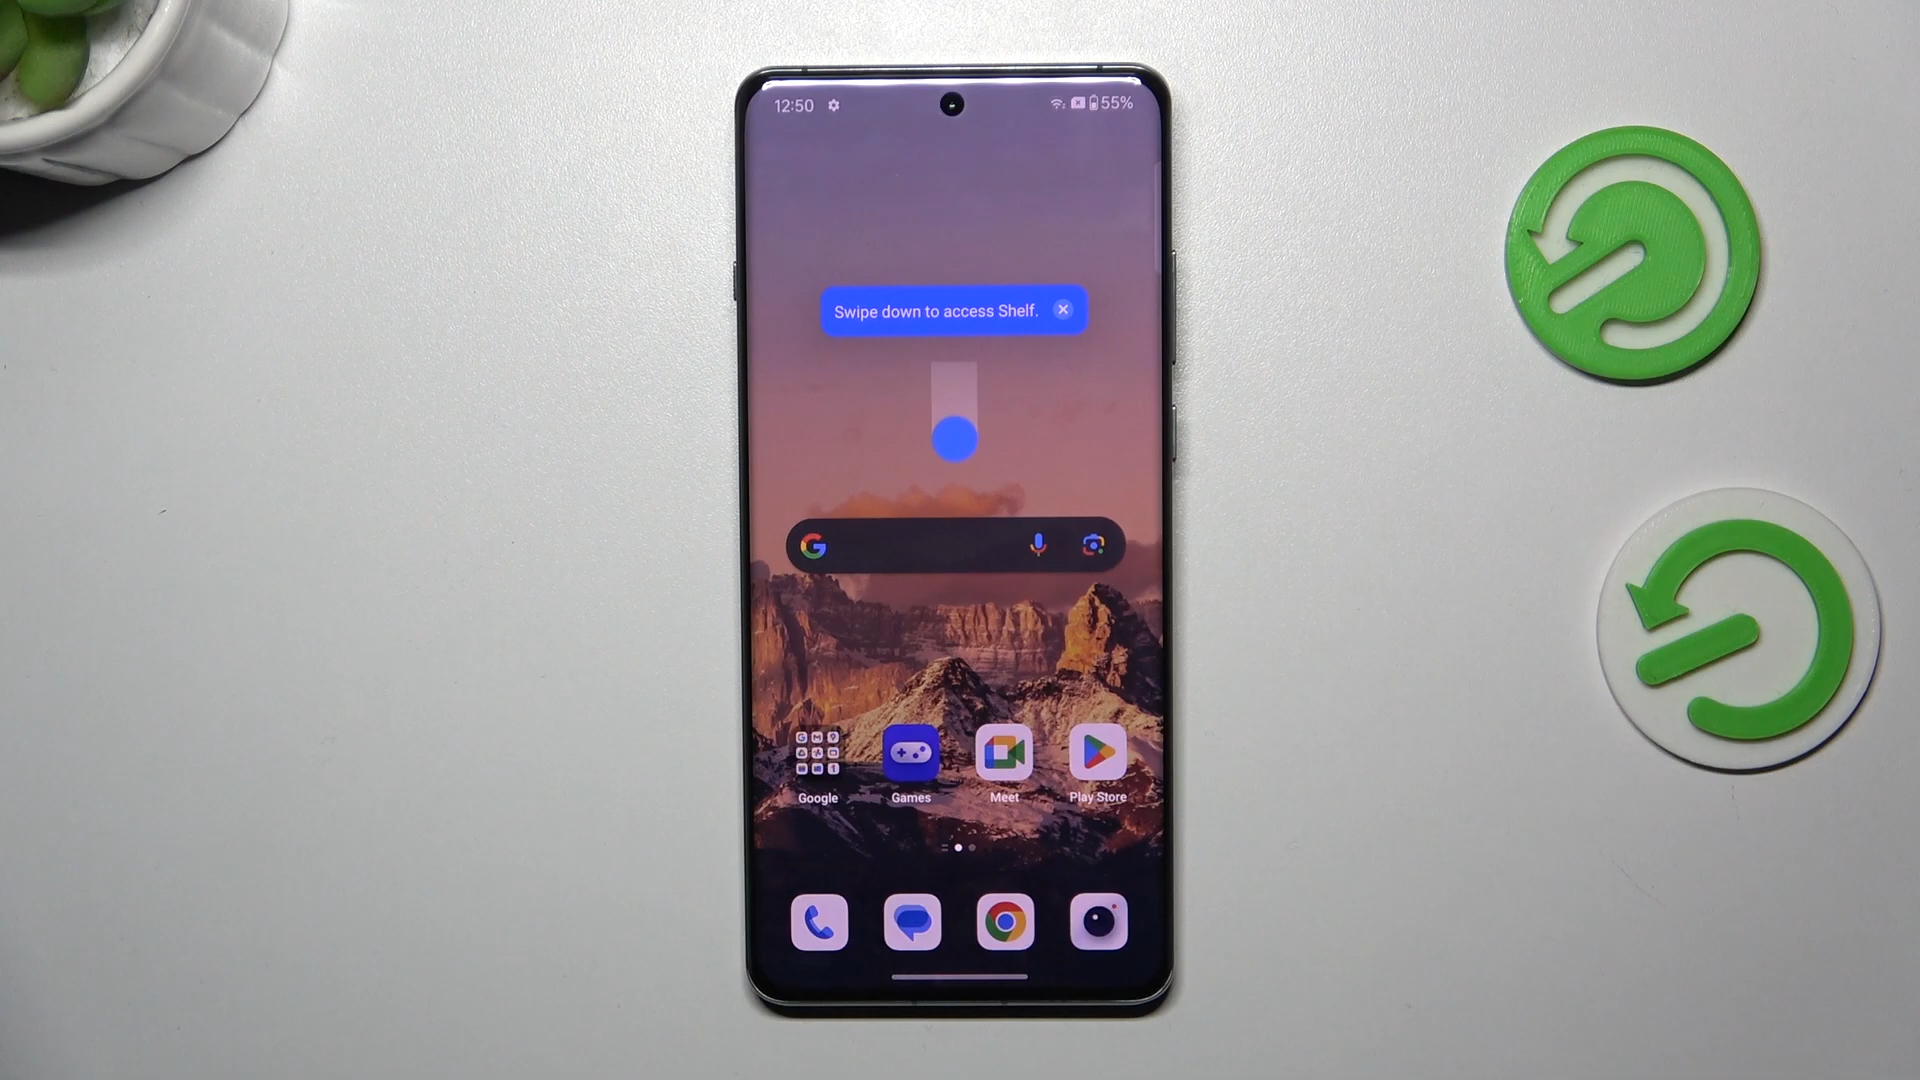 12:50
55%
Swipe down to access Shelf.
Google
Games
Meet
Play Store